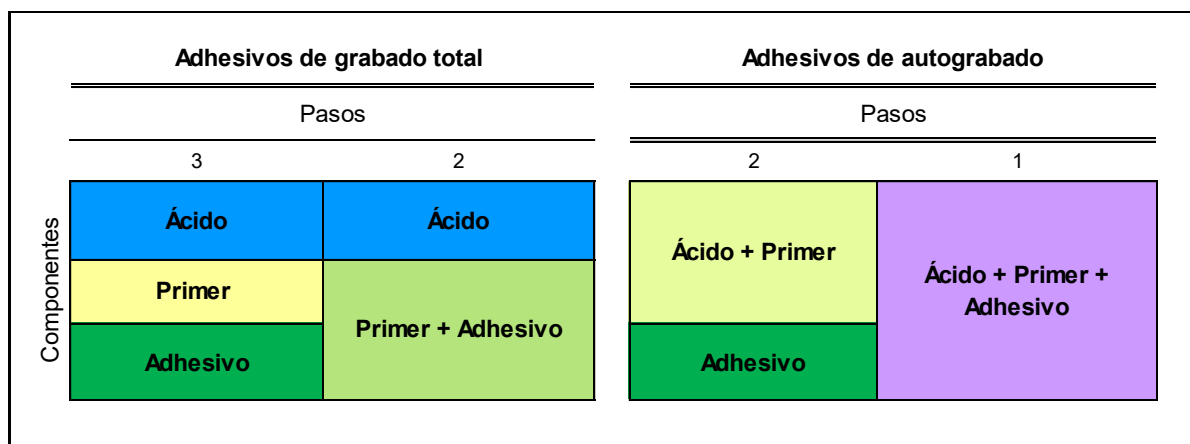 Adhesivos de grabado total
Adhesivos de autograbado
Pasos
Pasos
3
2
2
1
Componentes
Ácido
Ácido
Ácido + Primer
Ácido + Primer +
Adhesivo
Primer
Primer + Adhesivo
Adhesivo
Adhesivo